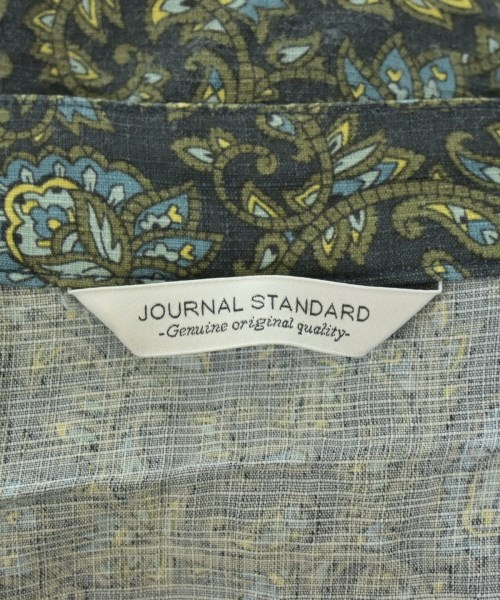 JOURNAL STANDARD
-Genuine original quality-